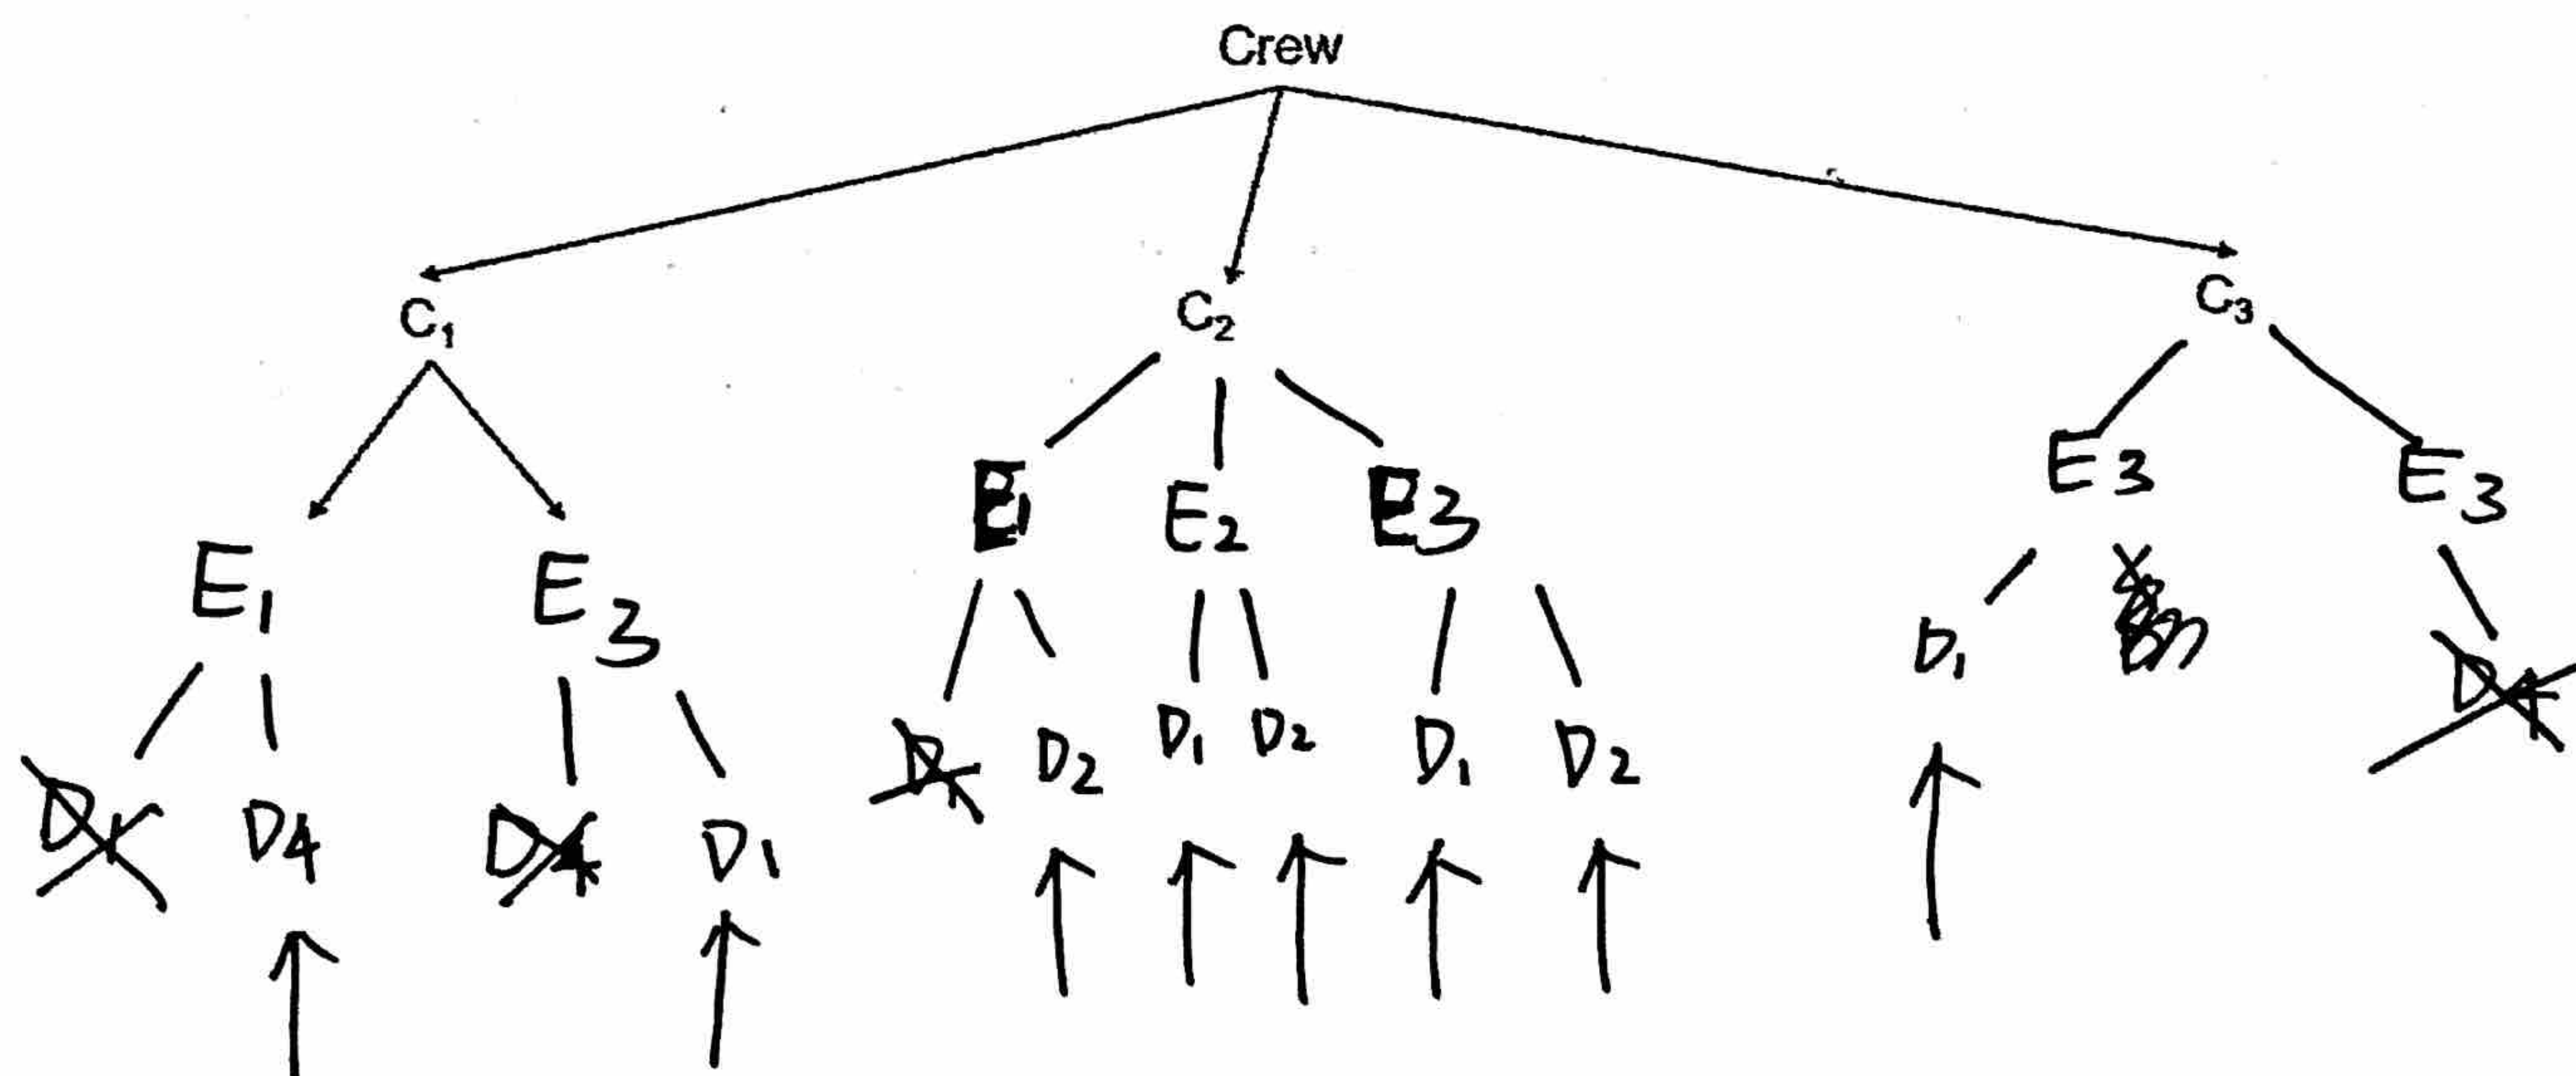 Crew
C₁ C₂ C₃
E₁ E₃ E₁ E₂ E₃ E₃ E₃
D₄ D₁ D₂ D₁ D₂ D₁ D₂ D₁ D₄